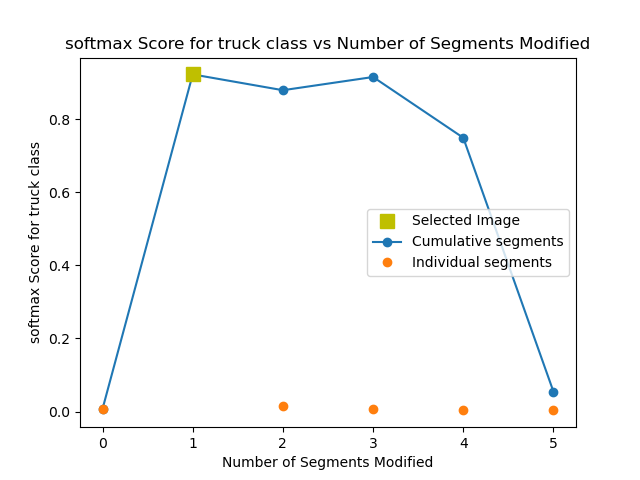 softmax Score for truck class vs Number of Segments Modified
softmax Score for truck class
0.8
0.6
0.4
0.2
0.0
Selected Image
Cumulative segments
Individual segments
0 1 2 3 4 5
Number of Segments Modified